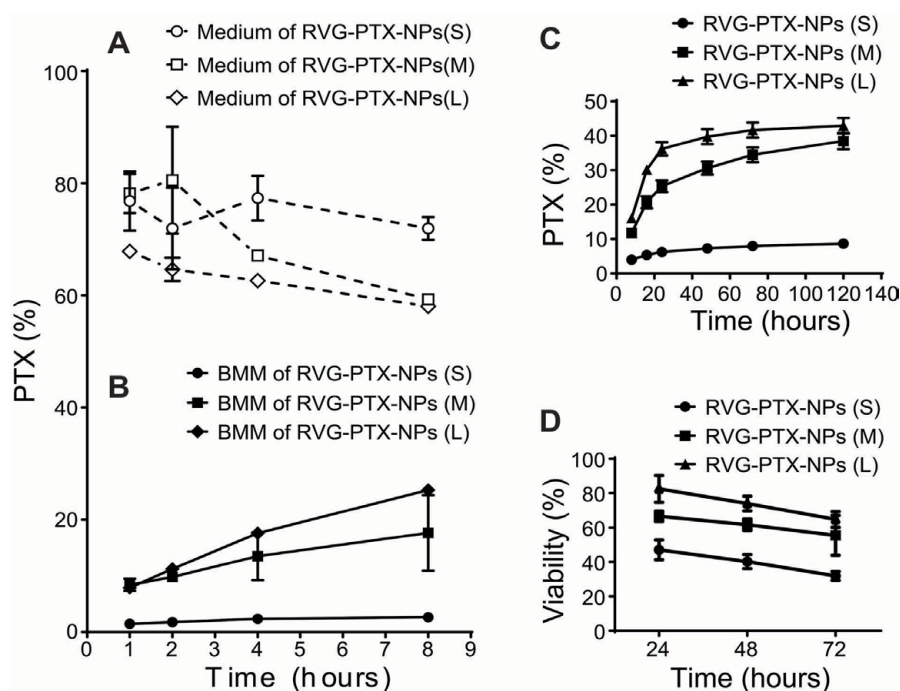 A
Medium of RVG-PTX-NPs(S)
Medium of RVG-PTX-NPs(M)
Medium of RVG-PTX-NPs(L)
100
80
60
40
20
0
PTX (%)
B
BMM of RVG-PTX-NPs (S)
BMM of RVG-PTX-NPs (M)
BMM of RVG-PTX-NPs (L)
0 1 2 3 4 5 6 7 8 9
Time (hours)
C
RVG-PTX-NPs (S)
RVG-PTX-NPs (M)
RVG-PTX-NPs (L)
50
40
30
20
10
0
PTX (%)
0 20 40 60 80 100 120 140
Time (hours)
D
RVG-PTX-NPs (S)
RVG-PTX-NPs (M)
RVG-PTX-NPs (L)
100
80
60
40
20
0
Viability (%)
24 48 72
Time (hours)